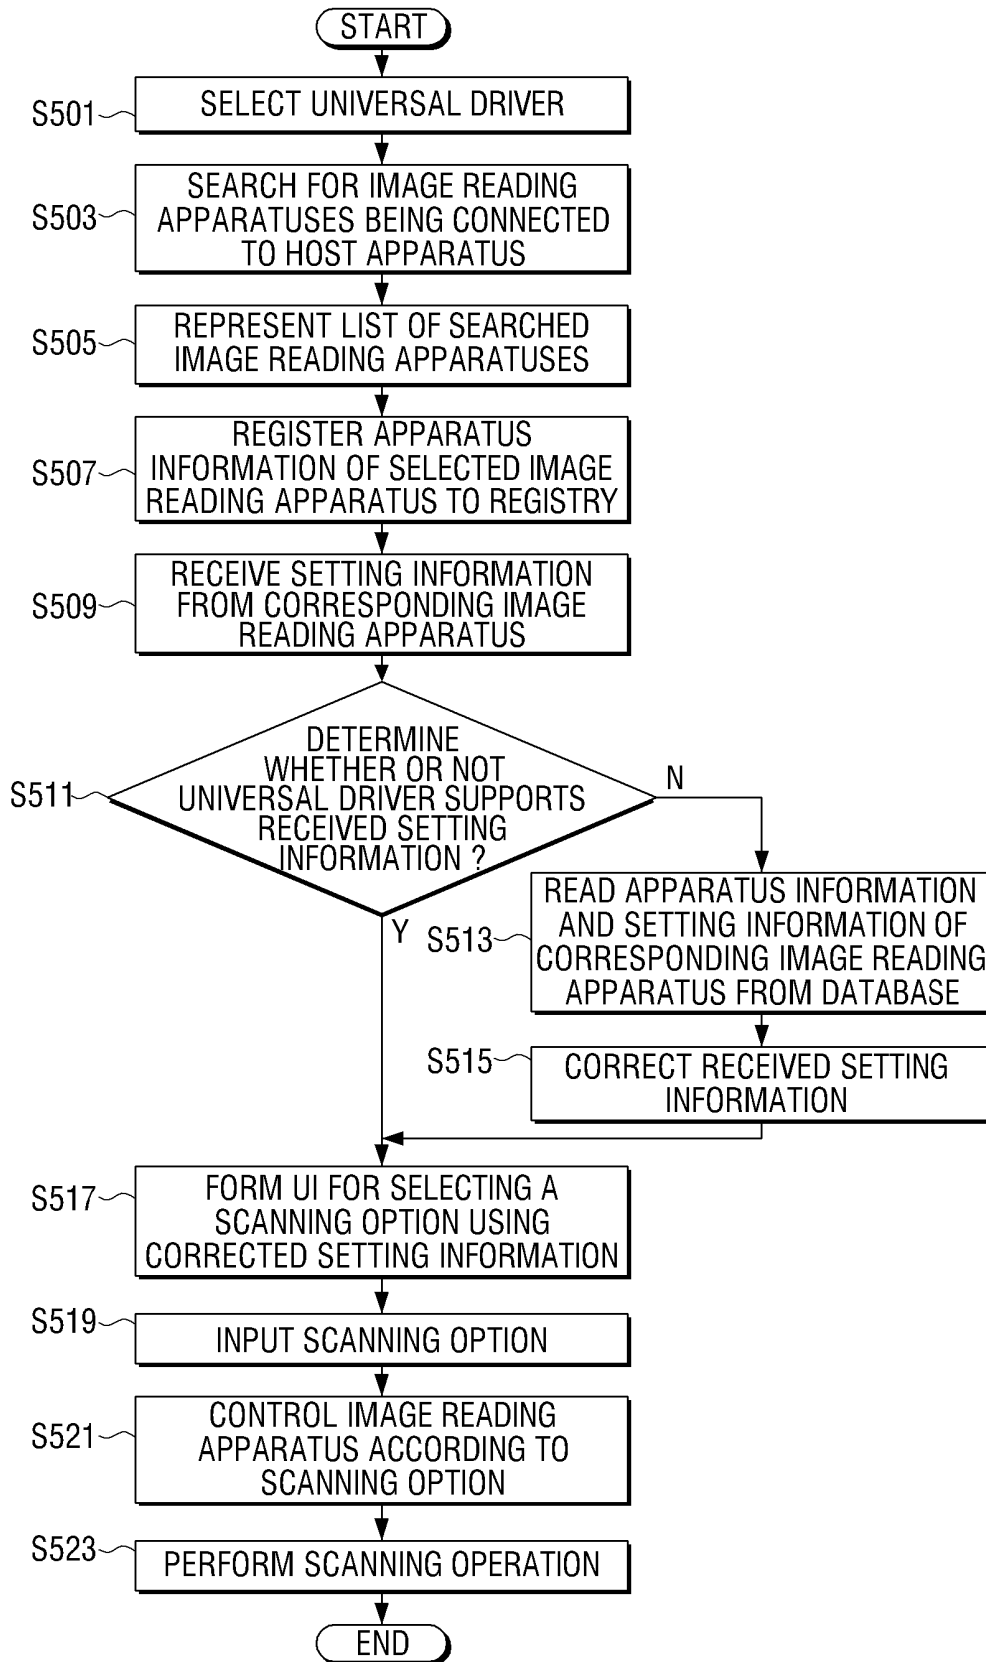 START
S501
SELECT UNIVERSAL DRIVER
S503
SEARCH FOR IMAGE READING
APPARATUSES BEING CONNECTED
TO HOST APPARATUS
S505
REPRESENT LIST OF SEARCHED
IMAGE READING APPARATUSES
S507
REGISTER APPARATUS
INFORMATION OF SELECTED IMAGE
READING APPARATUS TO REGISTRY
S509
RECEIVE SETTING INFORMATION
FROM CORRESPONDING IMAGE
READING APPARATUS
S511
DETERMINE
WHETHER OR NOT
UNIVERSAL DRIVER SUPPORTS
RECEIVED SETTING
INFORMATION ?
N
Y
S513
READ APPARATUS INFORMATION
AND SETTING INFORMATION OF
CORRESPONDING IMAGE READING
APPARATUS FROM DATABASE
S515
CORRECT RECEIVED SETTING
INFORMATION
S517
FORM UI FOR SELECTING A
SCANNING OPTION USING
CORRECTED SETTING INFORMATION
S519
INPUT SCANNING OPTION
S521
CONTROL IMAGE READING
APPARATUS ACCORDING TO
SCANNING OPTION
S523
PERFORM SCANNING OPERATION
END